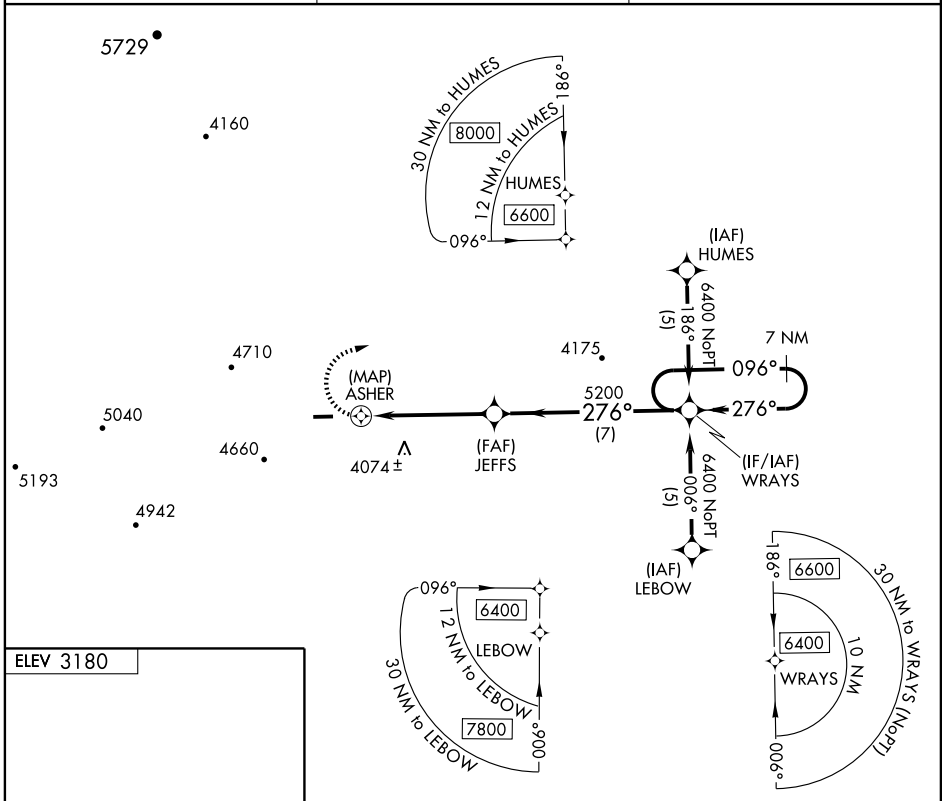 5729
4160
30 NM to HUMES
8000
186°
12 NM to HUMES
HUMES
6600
096°
(IAF)
HUMES
6400 NoPT
186°
(5)
7 NM
096°
4175
4710
(MAP)
ASHER
5200
276°
(7)
276°
5040
4660
4074±
(FAF)
JEFFS
(IF/IAF)
WRAYS
5193
4942
6400 NoPT
006°
(5)
(IAF)
LEBOW
096°
6400
12 NM to LEBOW
LEBOW
30 NM to LEBOW
7800
006°
186°
6600
30 NM to WRAYS (NoPT)
6400
10 NM
WRAYS
006°
ELEV 3180